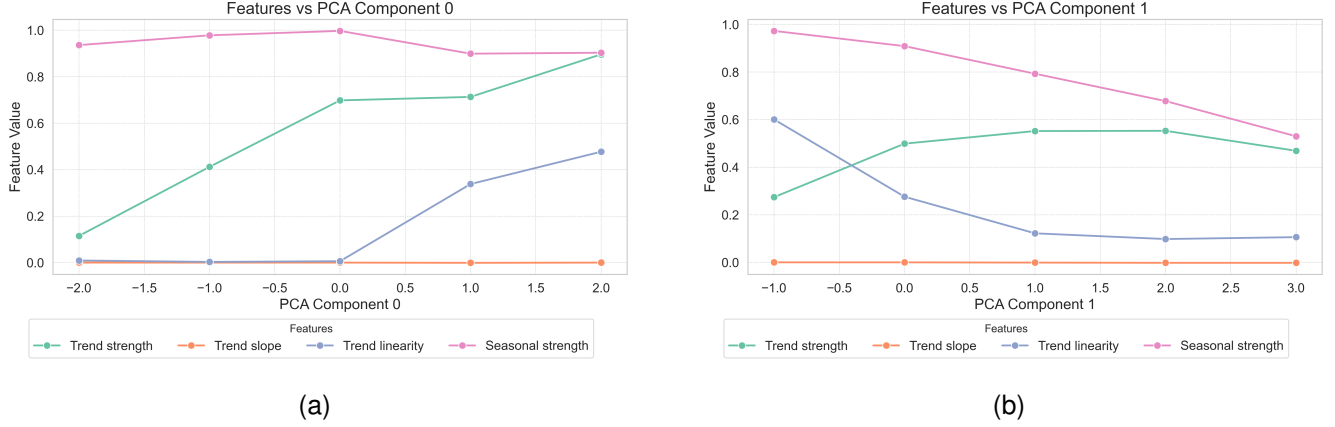 Features vs PCA Component 0
Feature Value
1.0
0.8
0.6
0.4
0.2
0.0
−2.0 −1.5 −1.0 −0.5 0.0 0.5 1.0 1.5 2.0
PCA Component 0
Features
Trend strength Trend slope Trend linearity Seasonal strength
(a)
Features vs PCA Component 1
Feature Value
1.0
0.8
0.6
0.4
0.2
0.0
−1.0 −0.5 0.0 0.5 1.0 1.5 2.0 2.5 3.0
PCA Component 1
Features
Trend strength Trend slope Trend linearity Seasonal strength
(b)